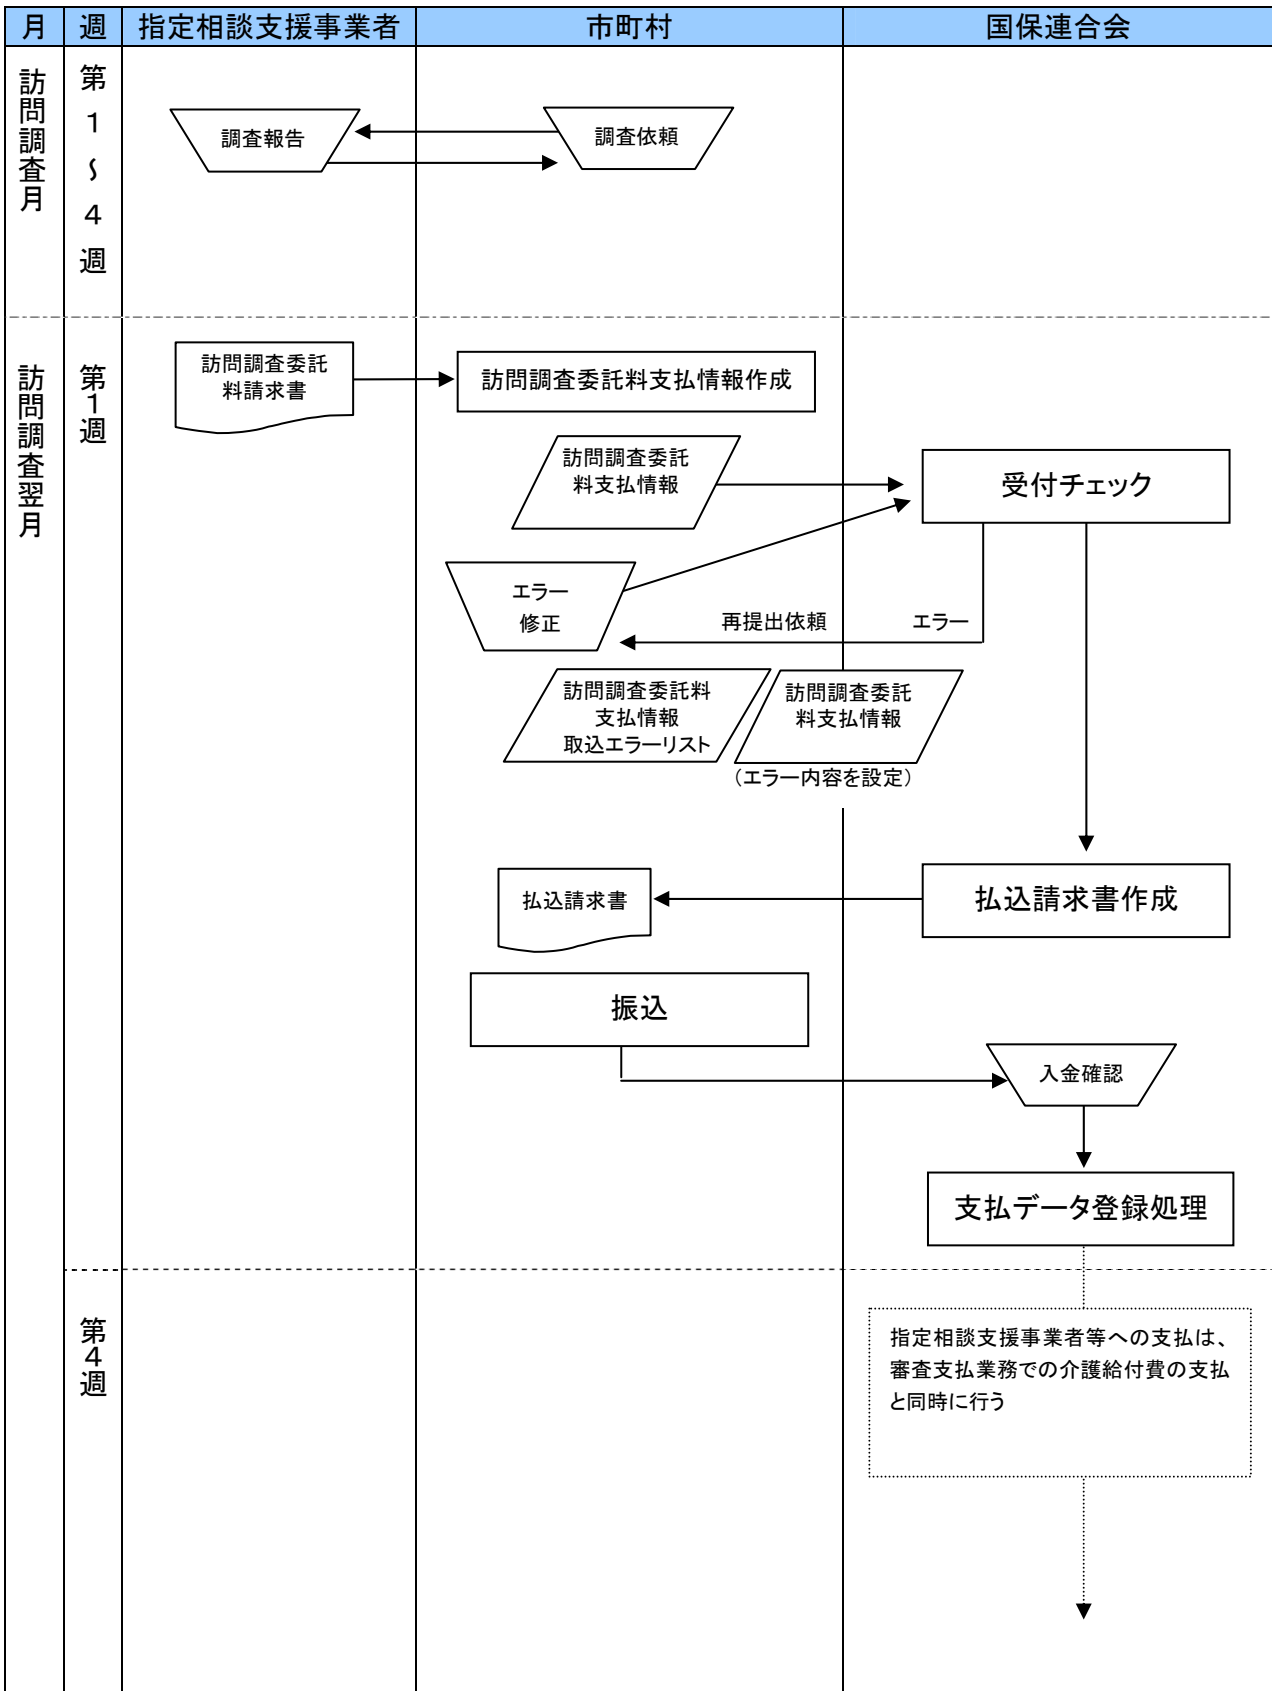 月
週
指定相談支援事業者
市町村
国保連合会
訪問調査月
第1～4週
調査報告
調査依頼
訪問調査翌月
第1週
訪問調査委託
料請求書
訪問調査委託料支払情報作成
訪問調査委託
料支払情報
受付チェック
エラー
修正
再提出依頼
エラー
訪問調査委託料
支払情報
取込エラーリスト
訪問調査委託
料支払情報
（エラー内容を設定）
払込請求書
払込請求書作成
振込
入金確認
支払データ登録処理
第4週
指定相談支援事業者等への支払は、
審査支払業務での介護給付費の支払
と同時に行う